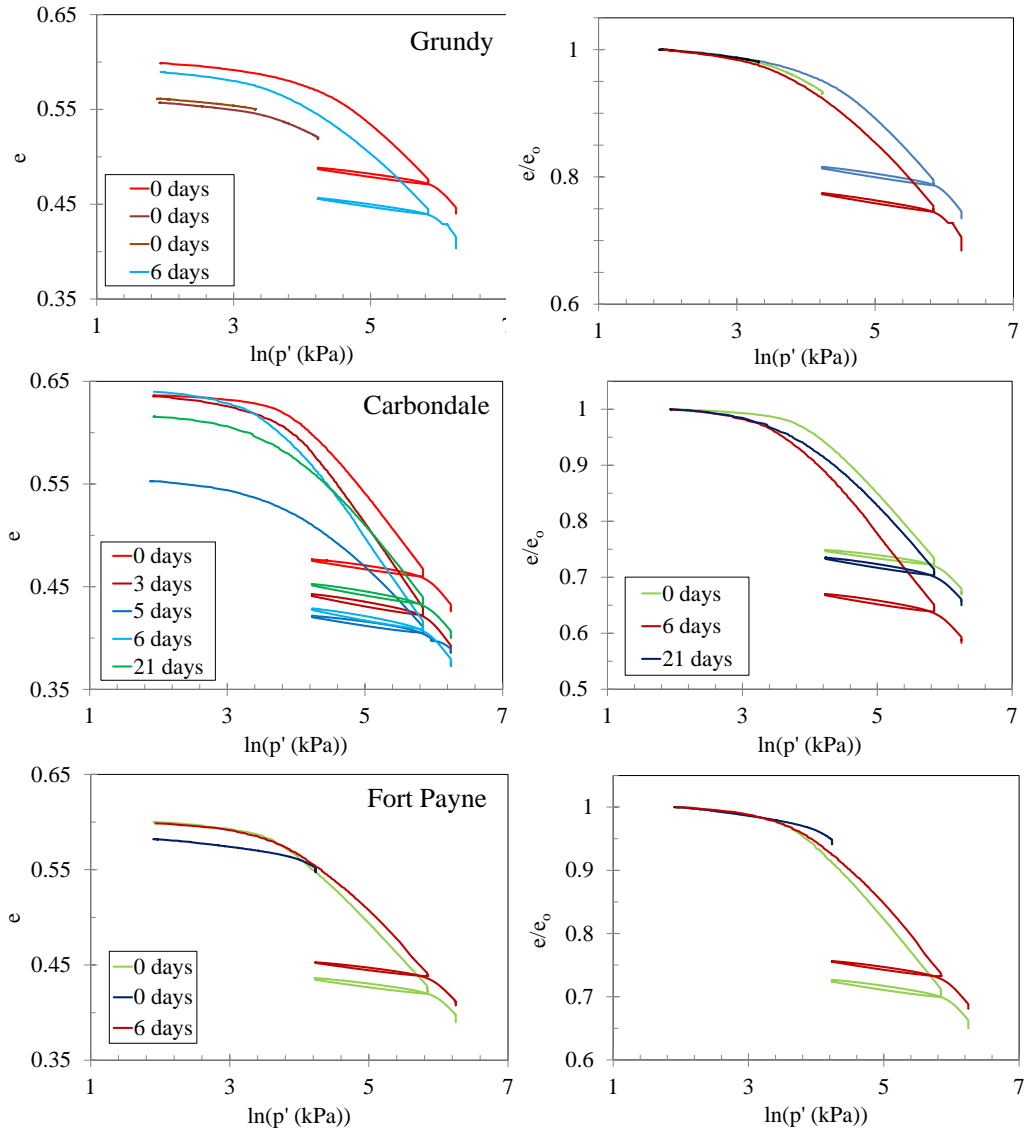 0.65
0.55
0.45
0.35
e
Grundy
0 days
0 days
0 days
6 days
1
3
5
7
ln(p' (kPa))
1
0.8
0.6
e/eₒ
1
3
5
7
ln(p' (kPa))
0.65
0.55
0.45
0.35
e
Carbondale
0 days
3 days
5 days
6 days
21 days
1
3
5
7
ln(p' (kPa))
1
0.9
0.8
0.7
0.6
0.5
e/eₒ
0 days
6 days
21 days
1
3
5
7
ln(p' (kPa))
0.65
0.55
0.45
0.35
e
Fort Payne
0 days
0 days
6 days
1
3
5
7
ln(p' (kPa))
1
0.9
0.8
0.7
0.6
e/eₒ
1
3
5
7
ln(p' (kPa))